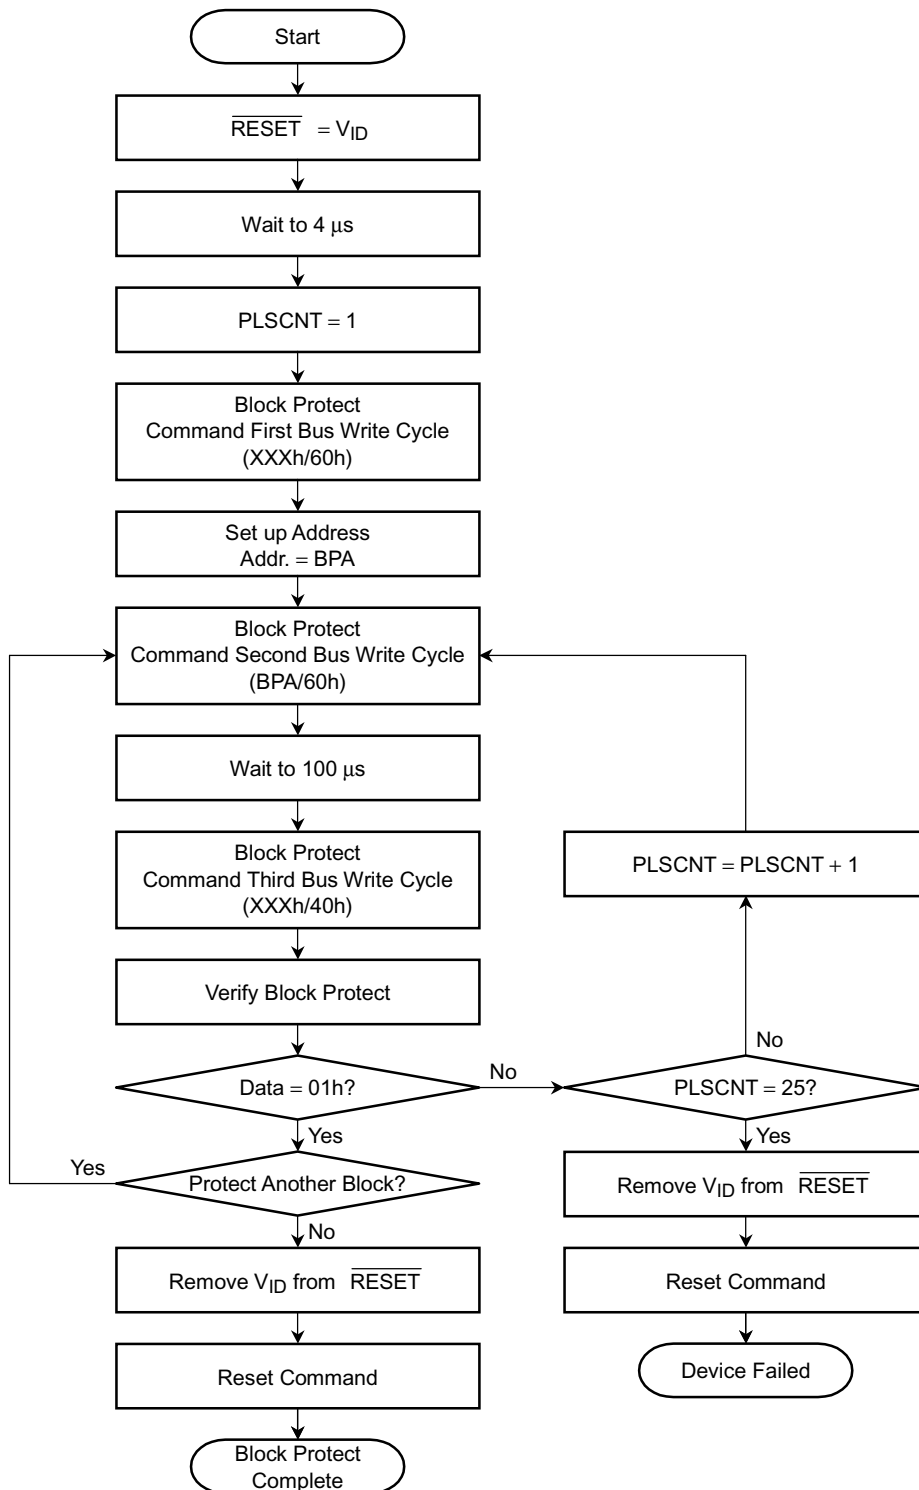 Start
RESET = VID
Wait to 4 μs
PLSCNT = 1
Block Protect
Command First Bus Write Cycle
(XXXh/60h)
Set up Address
Addr. = BPA
Block Protect
Command Second Bus Write Cycle
(BPA/60h)
Wait to 100 μs
Block Protect
Command Third Bus Write Cycle
(XXXh/40h)
PLSCNT = PLSCNT + 1
Verify Block Protect
No
Data = 01h?
No
PLSCNT = 25?
Yes
Yes
Yes
Protect Another Block?
Remove VID from RESET
No
Remove VID from RESET
Reset Command
Reset Command
Device Failed
Block Protect
Complete